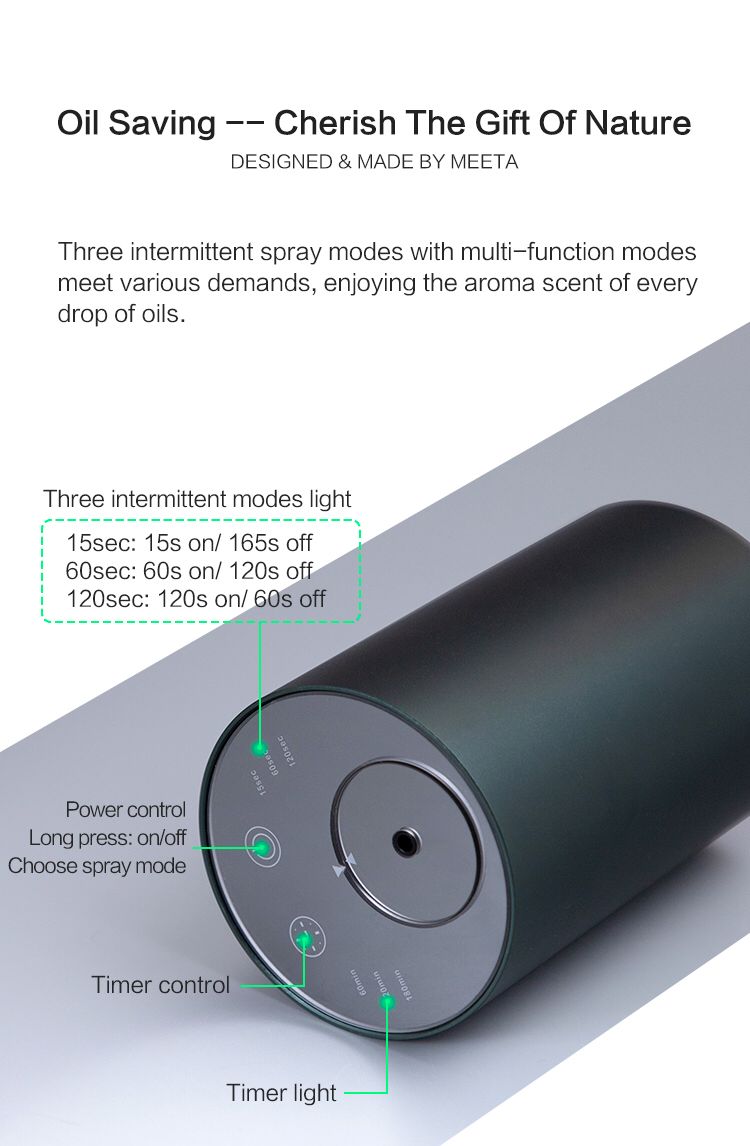 Oil Saving -- Cherish The Gift Of Nature
DESIGNED & MADE BY MEETA
Three intermittent spray modes with multi-function modes
meet various demands, enjoying the aroma scent of every
drop of oils.
Three intermittent modes light
15sec: 15s on/ 165s off
60sec: 60s on/ 120s off
120sec: 120s on/ 60s off
15sec
60sec
120sec
Power control
Long press: on/off
Choose spray mode
Timer control
60min
180min
Timer light